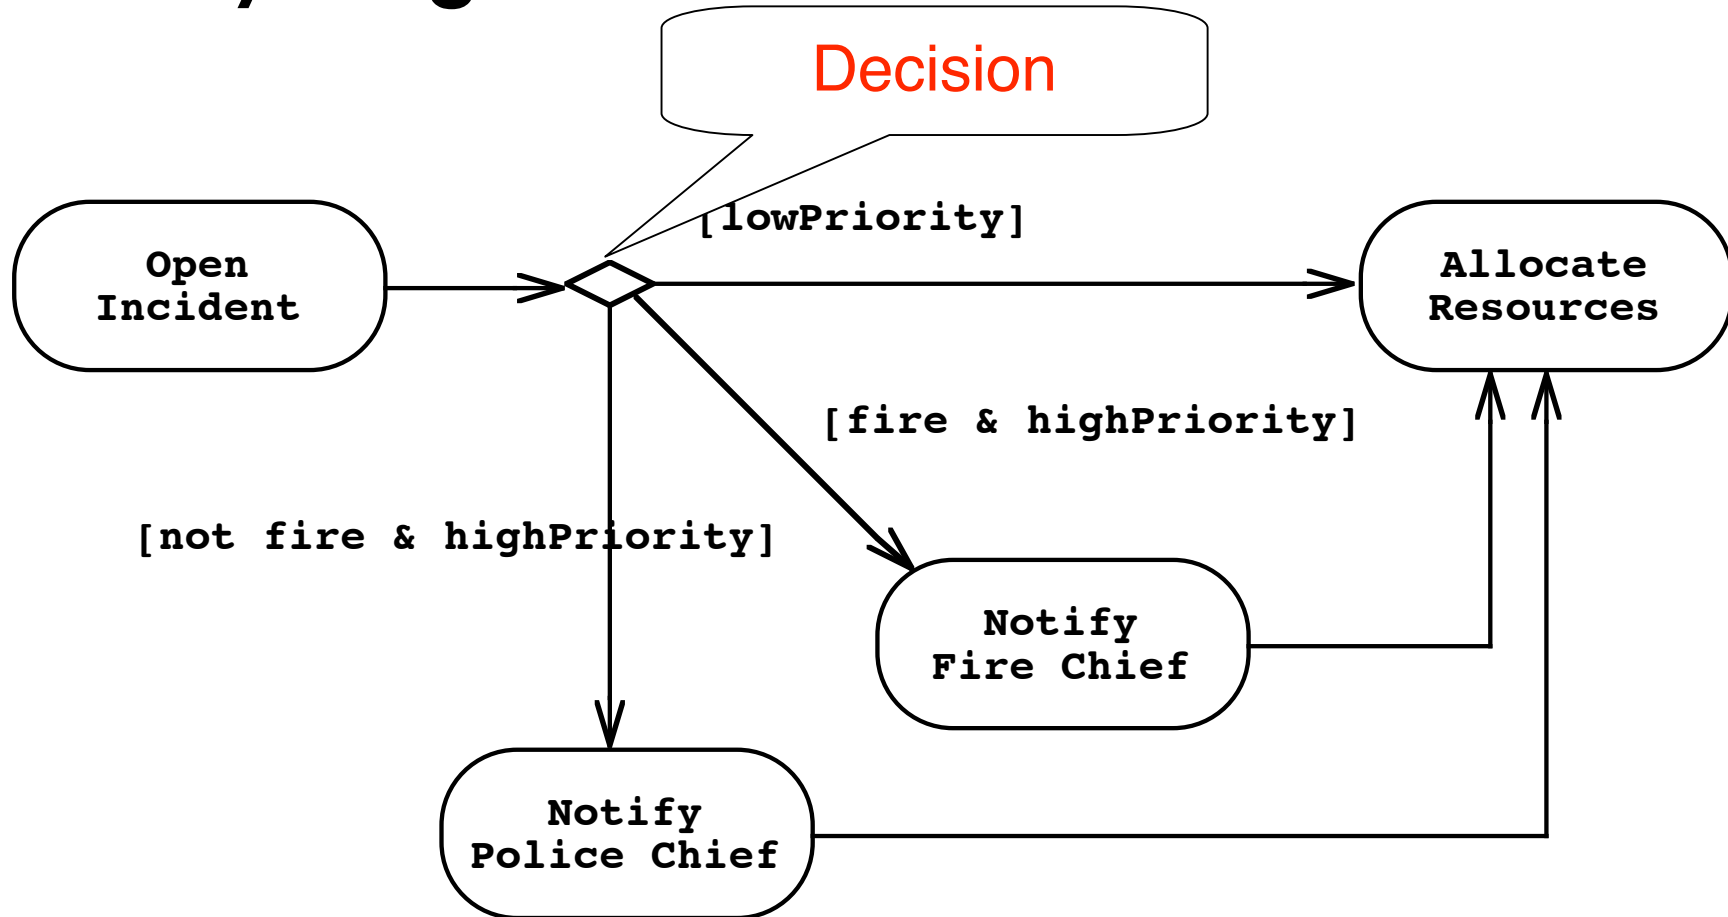 Decision
[lowPriority]
Open
Incident
Allocate
Resources
[fire & highPriority]
[not fire & highPriority]
Notify
Fire Chief
Notify
Police Chief